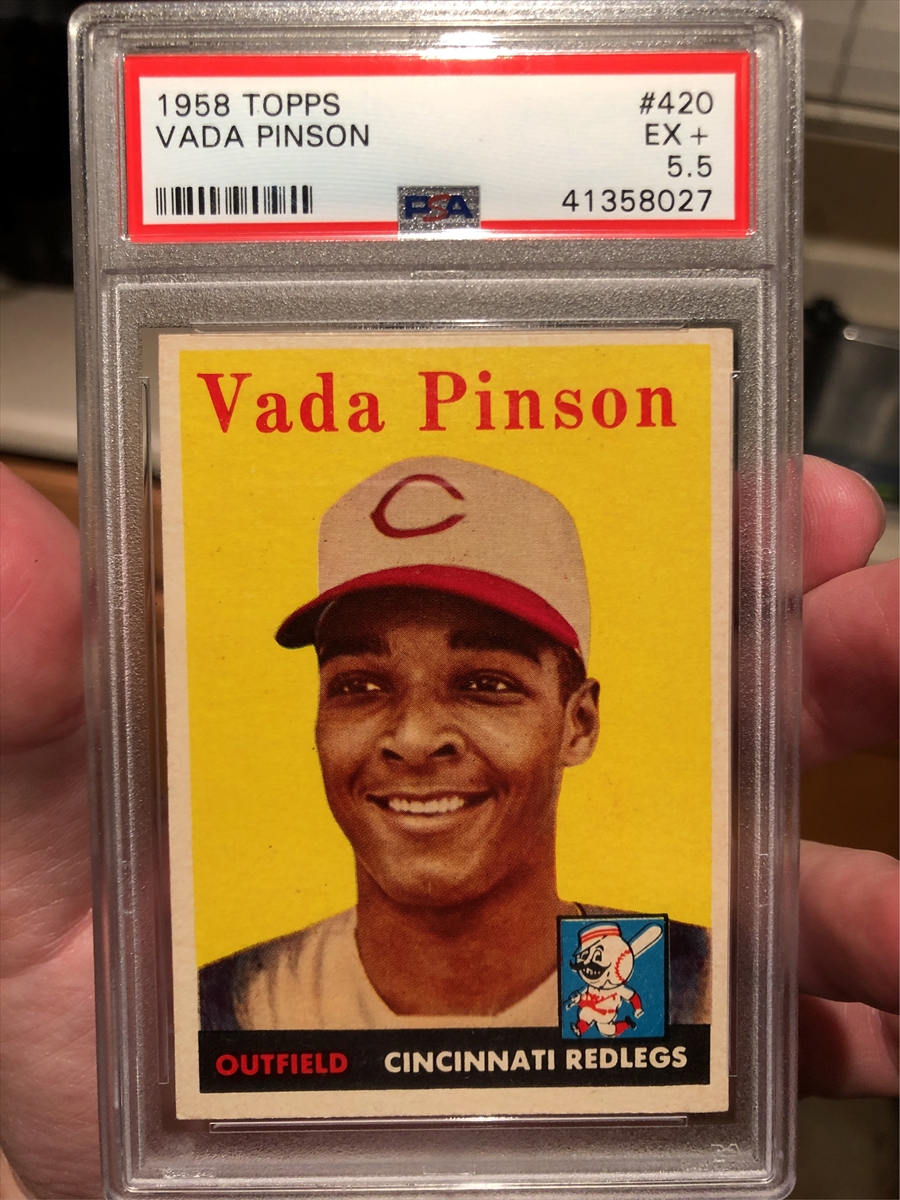 1958 TOPPS #420
VADA PINSON EX +
5.5
PSA 41358027
Vada Pinson
C
OUTFIELD CINCINNATI REDLEGS